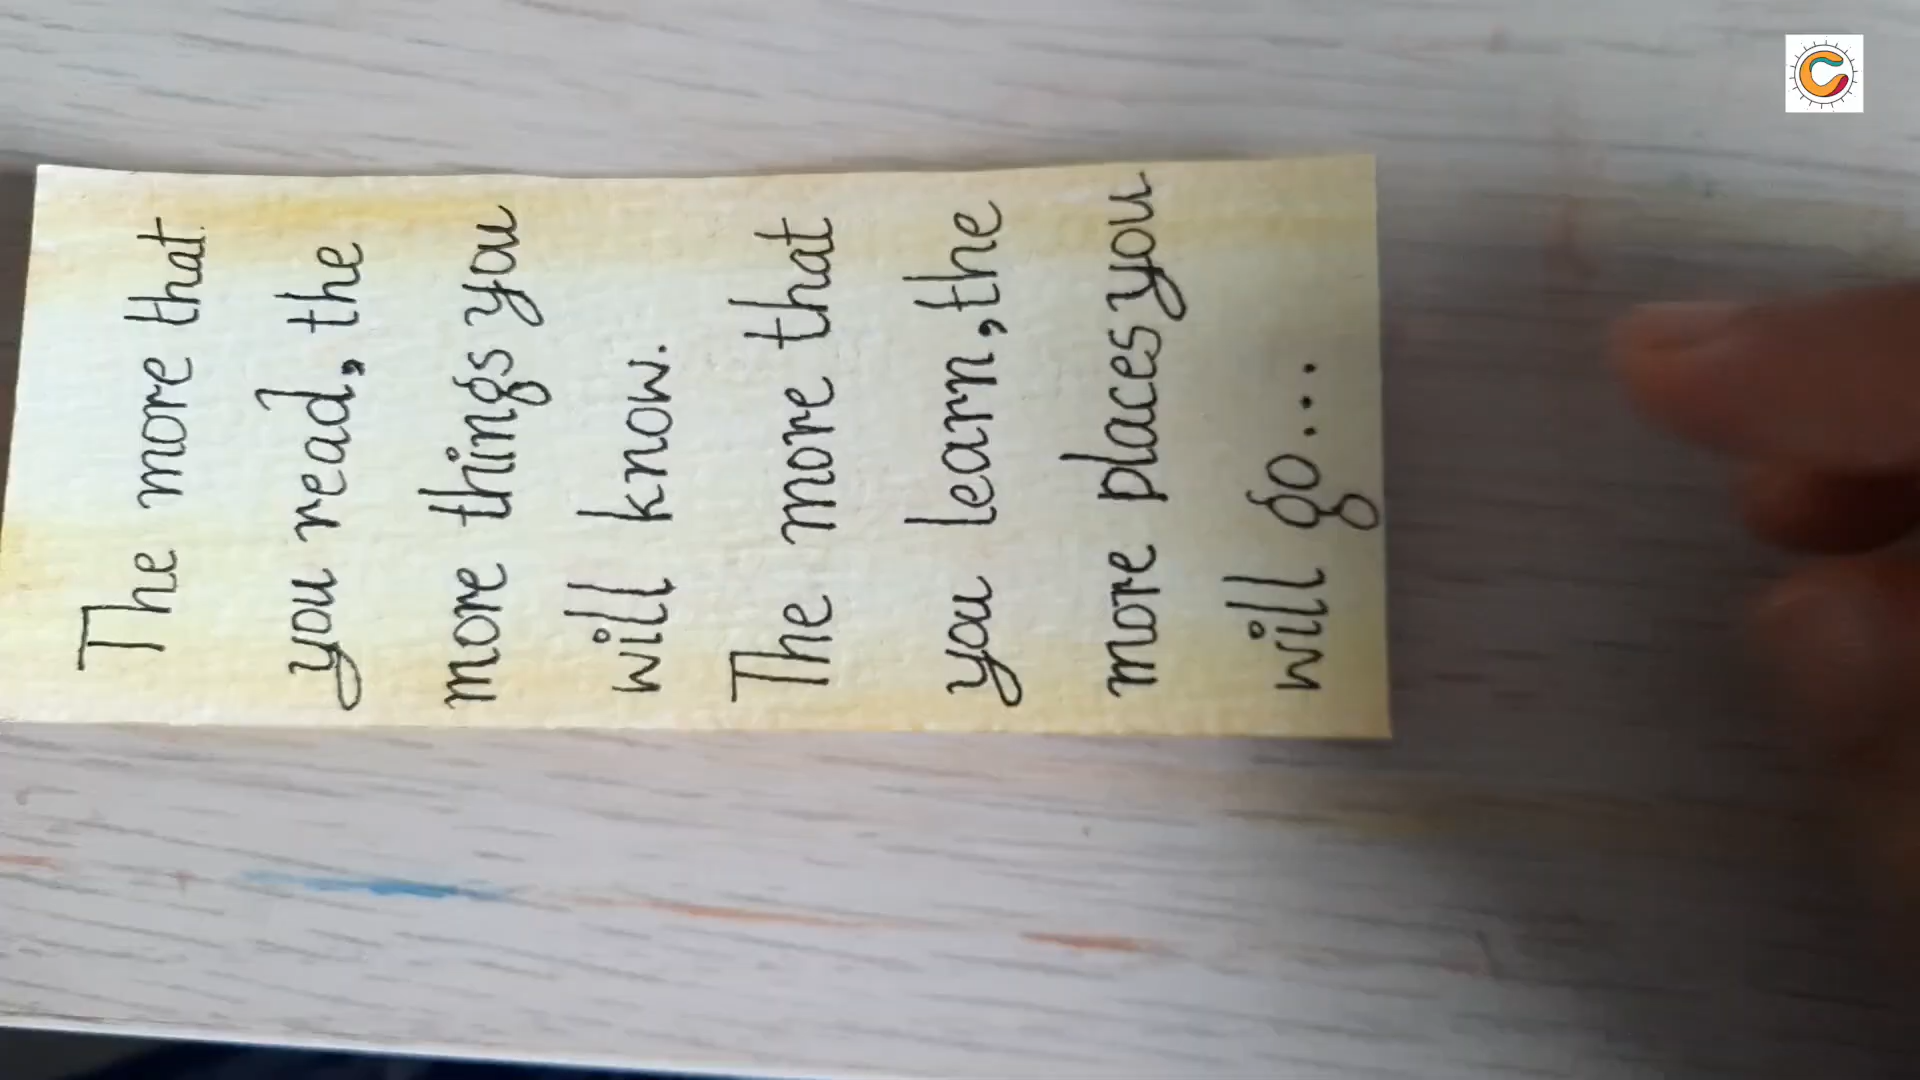 The more that
you read, the
more things you
will know.
The more that
you learn, the
more places you
will go...